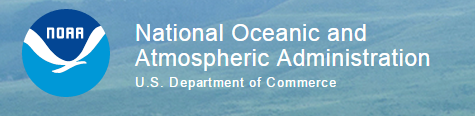 NOAA
National Oceanic and
Atmospheric Administration
U.S. Department of Commerce